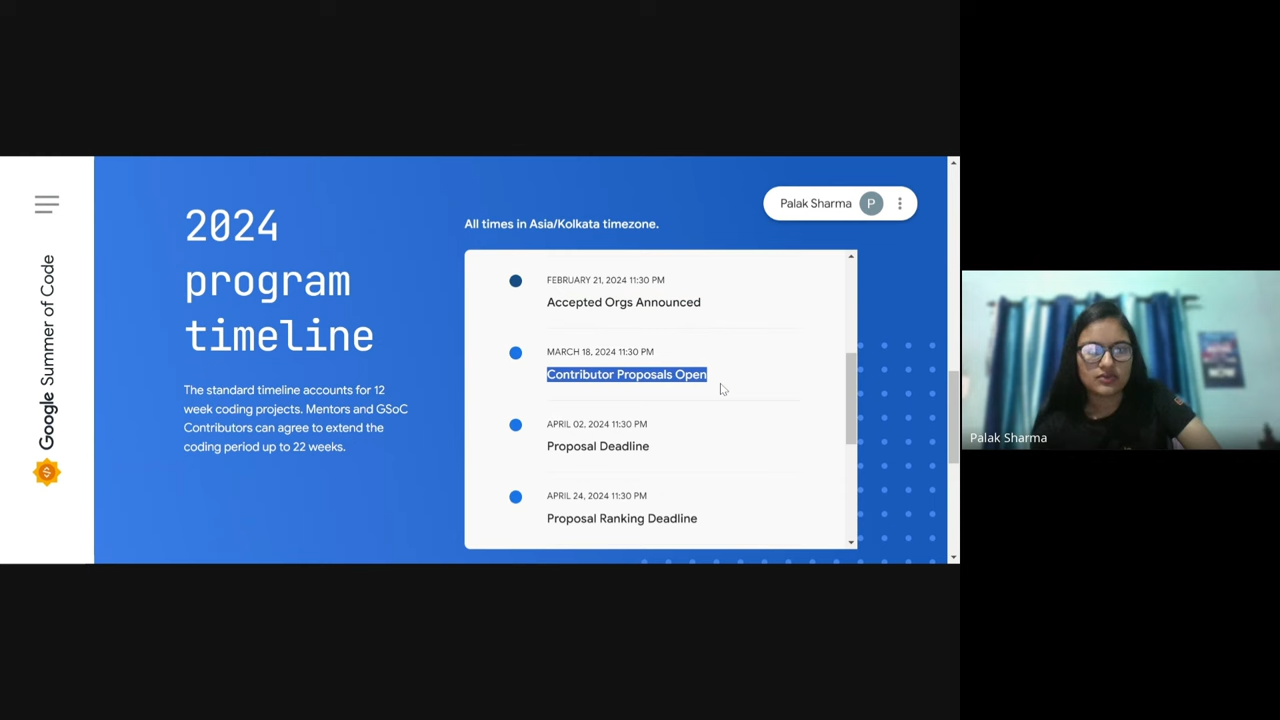 Google Summer of Code
2024
program
timeline
The standard timeline accounts for 12
week coding projects. Mentors and GSoC
Contributors can agree to extend the
coding period up to 22 weeks.
All times in Asia/Kolkata timezone.
Palak Sharma P
FEBRUARY 21, 2024 11:30 PM
Accepted Orgs Announced
MARCH 18, 2024 11:30 PM
Contributor Proposals Open
APRIL 02, 2024 11:30 PM
Proposal Deadline
APRIL 24, 2024 11:30 PM
Proposal Ranking Deadline
Palak Sharma